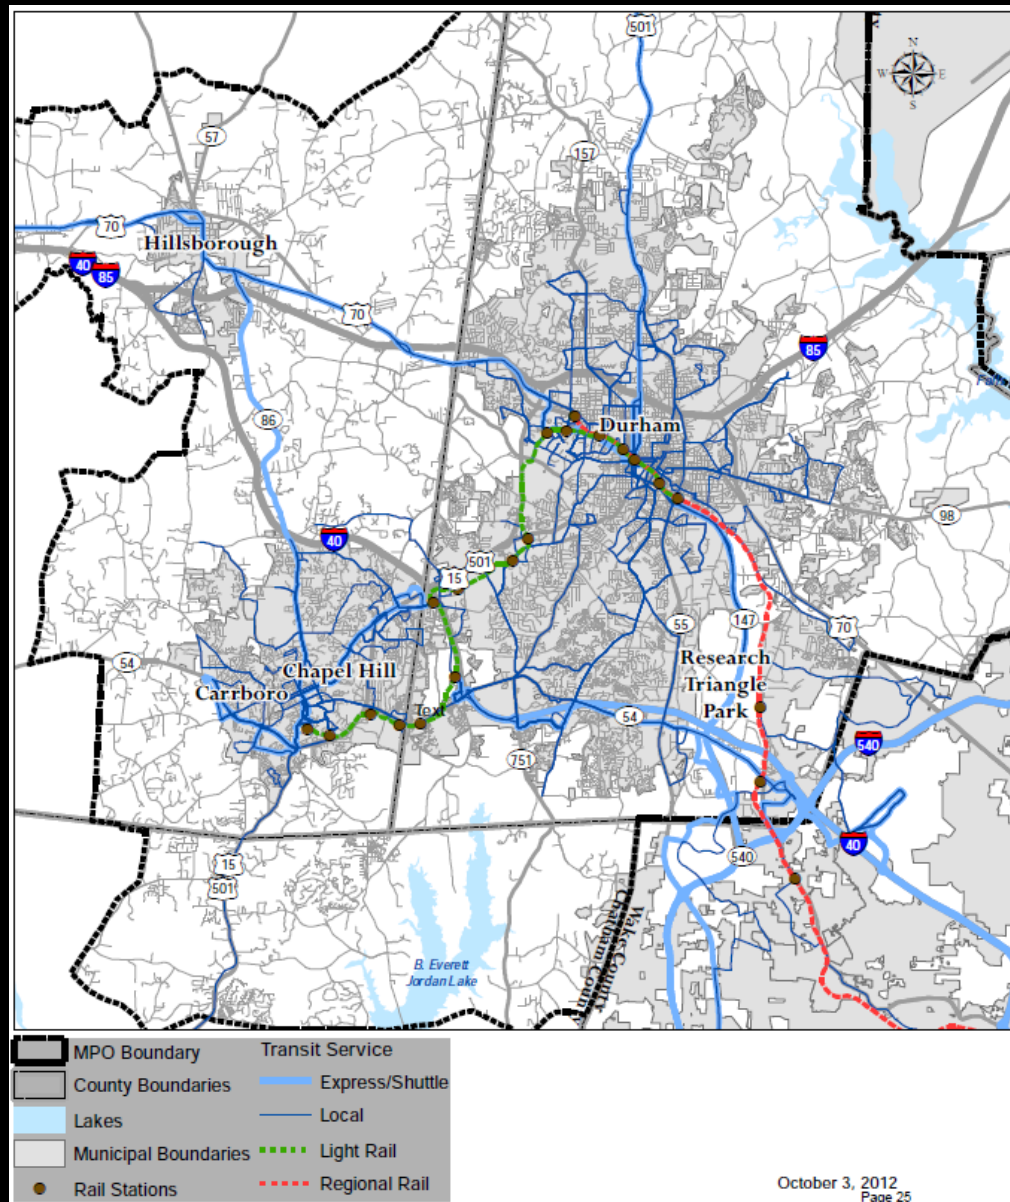 501
N
W E
S
57
157
70
Hillsborough
40
85
70
85
86
Durham
98
40
501
15
55
147
70
54
Chapel Hill
Carrboro
Research
Triangle
Park
Text
54
751
540
540
40
15
501
Wake County
B. Everett
Jordan Lake
MPO Boundary
County Boundaries
Lakes
Municipal Boundaries
Rail Stations
Transit Service
Express/Shuttle
Local
Light Rail
Regional Rail
October 3, 2012
Page 25